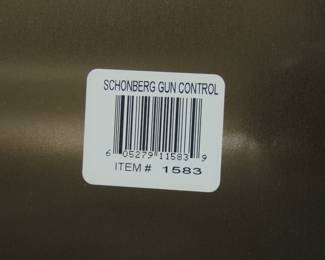 SCHONBERG GUN CONTROL
6 05279 11583 9
ITEM # 1583